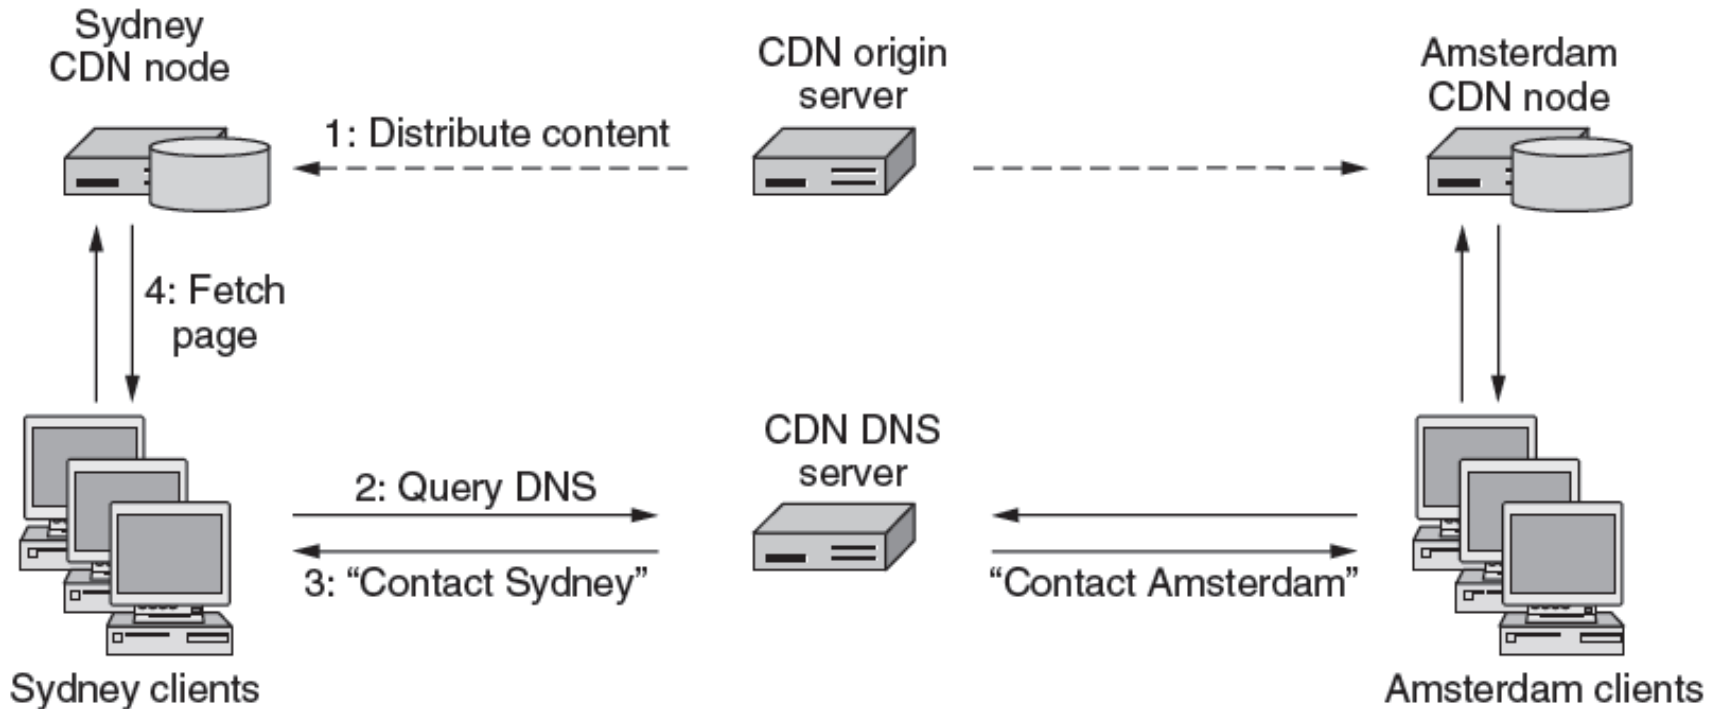 Sydney
CDN node
CDN origin
server
Amsterdam
CDN node
1: Distribute content
4: Fetch
page
CDN DNS
server
2: Query DNS
3: “Contact Sydney”
“Contact Amsterdam”
Sydney clients
Amsterdam clients